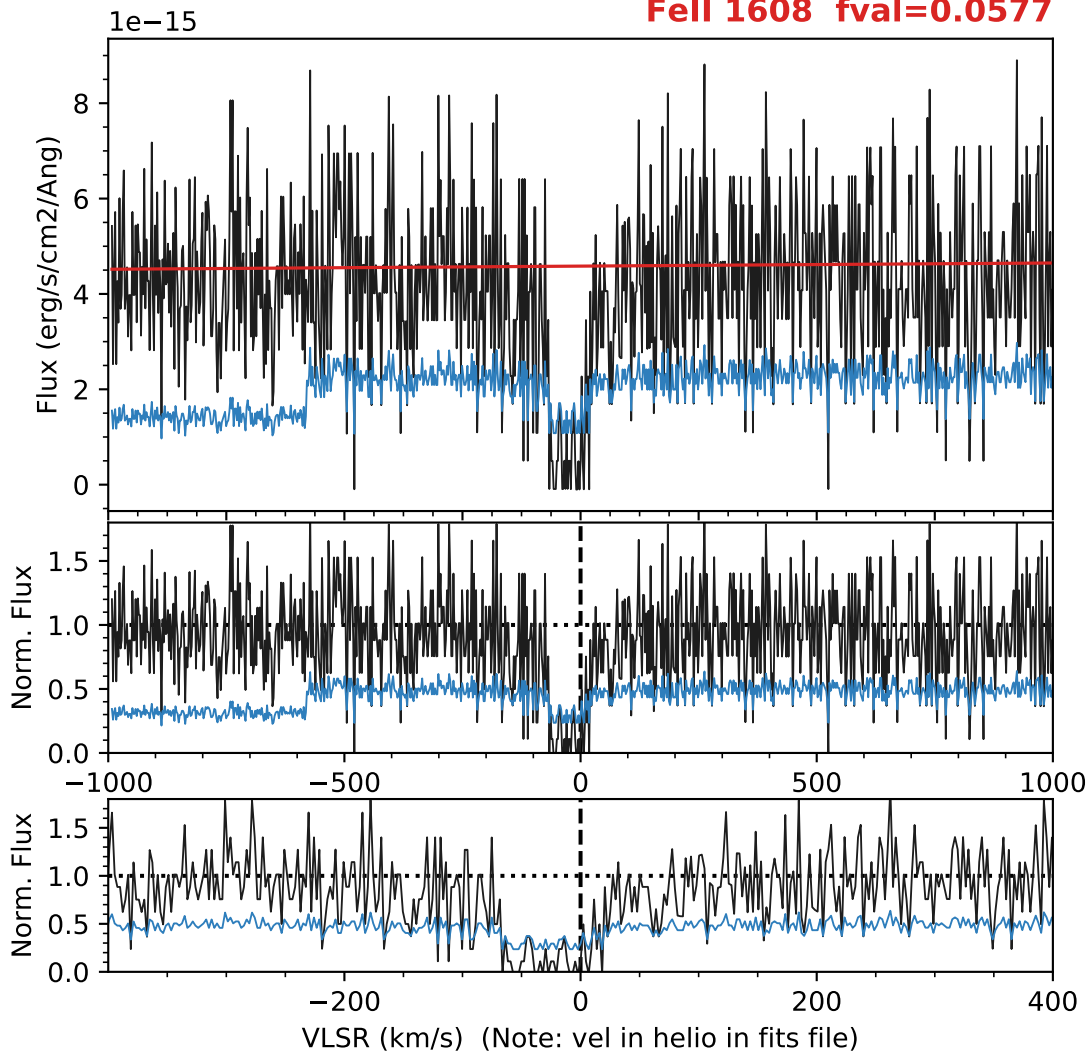 1e−15
FeII 1608 fval=0.0577
Flux (erg/s/cm2/Ang)
8
6
4
2
0
Norm. Flux
1.5
1.0
0.5
0.0
−1000 −500 0 500 1000
Norm. Flux
1.5
1.0
0.5
0.0
−200 0 200 400
VLSR (km/s) (Note: vel in helio in fits file)